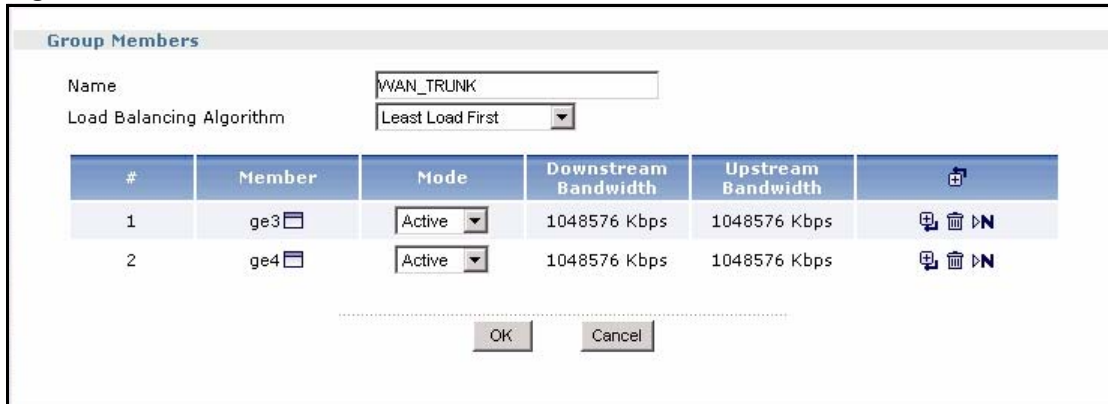 Group Members
Name WAN_TRUNK
Load Balancing Algorithm Least Load First
# Member Mode Downstream Bandwidth Upstream Bandwidth
1 ge3 Active 1048576 Kbps 1048576 Kbps N
2 ge4 Active 1048576 Kbps 1048576 Kbps N
OK Cancel